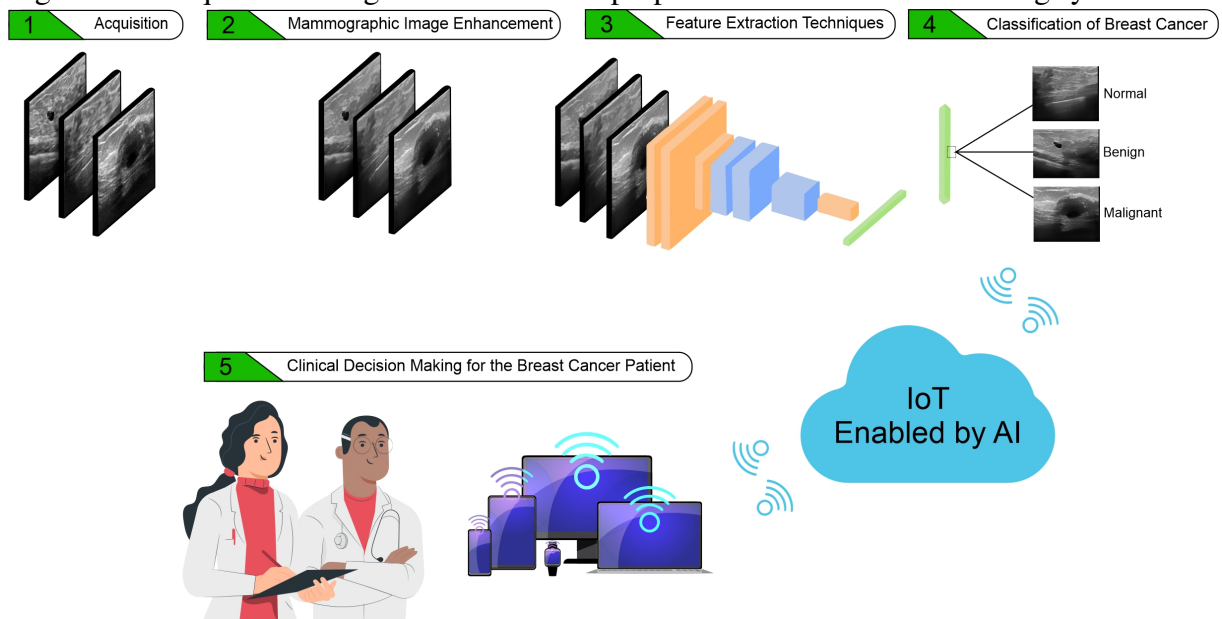 1 Acquisition
2 Mammographic Image Enhancement
3 Feature Extraction Techniques
4 Classification of Breast Cancer
Normal
Benign
Malignant
5 Clinical Decision Making for the Breast Cancer Patient
IoT
Enabled by AI